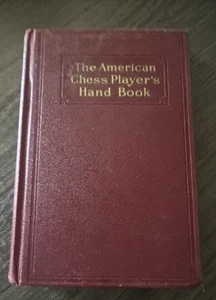 The American
Chess Player's
Hand Book